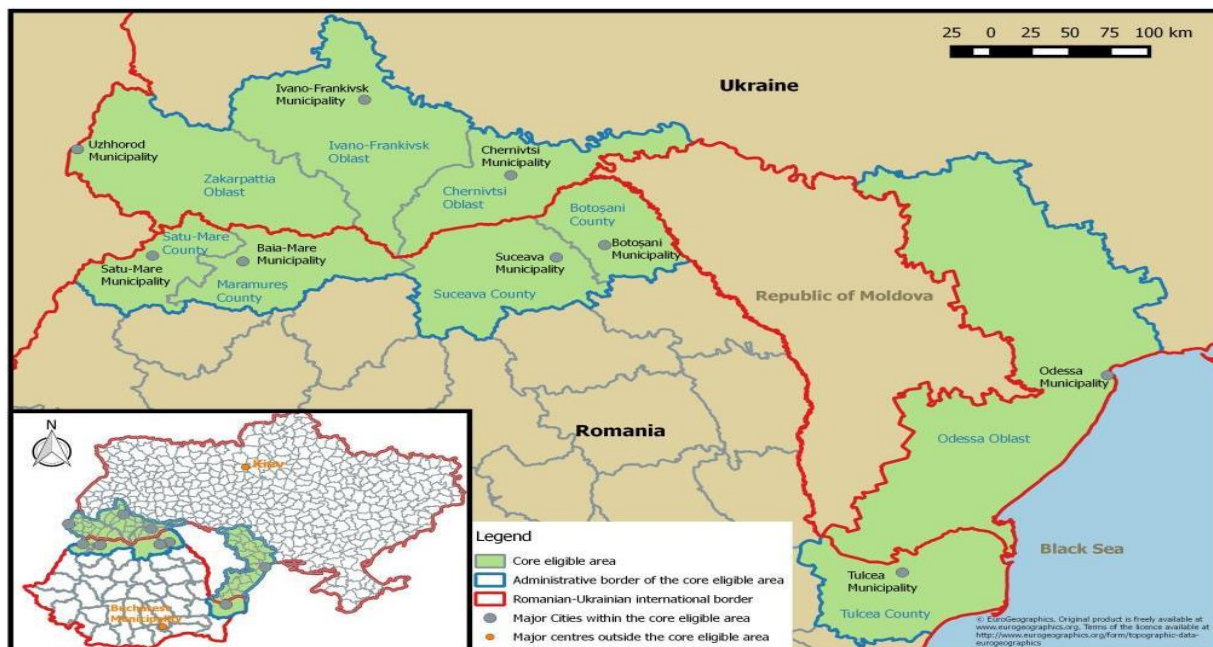 25 0 25 50 75 100 km
Ukraine
Ivano-Frankivsk
Municipality
Uzhhorod
Municipality
Ivano-Frankivsk
Oblast
Chernivtsi
Municipality
Zakarpattia
Oblast
Chernivtsi
Oblast
Botoșani
County
Satu-Mare
County
Baia-Mare
Municipality
Botoșani
Municipality
Satu-Mare
Municipality
Suceava
Municipality
Maramureș
County
Suceava County
Republic of Moldova
Odessa
Municipality
Romania
Odessa Oblast
Black Sea
Tulcea
Municipality
Tulcea County
N
Kiev
Bucharest
Municipality
Legend
Core eligible area
Administrative border of the core eligible area
Romanian-Ukrainian international border
Major Cities within the core eligible area
Major centres outside the core eligible area
© EuroGeographics. Original product is freely available at
www.eurogeographics.org. Terms of the licence available at
http://www.eurogeographics.org/form/topographic-data-
eurogeographics